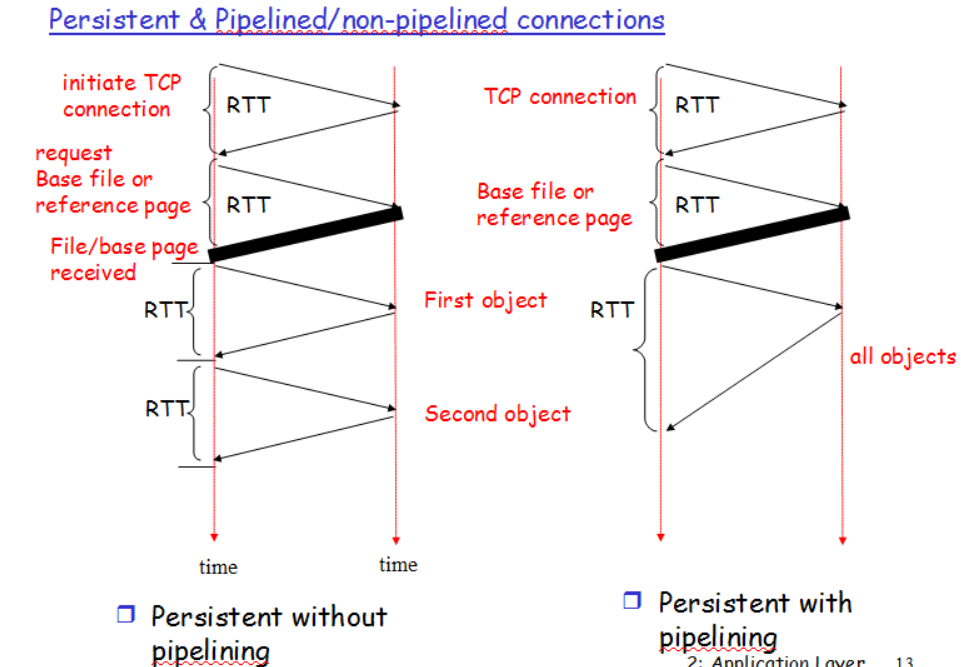 Persistent & Pipelined/non-pipelined connections
initiate TCP
connection
RTT
request
Base file or
reference page
RTT
File/base page
received
RTT
First object
RTT
Second object
time
time
❒ Persistent without
pipelining
TCP connection
RTT
Base file or
reference page
RTT
RTT
all objects
❒ Persistent with
pipelining
2: Application Layer 13